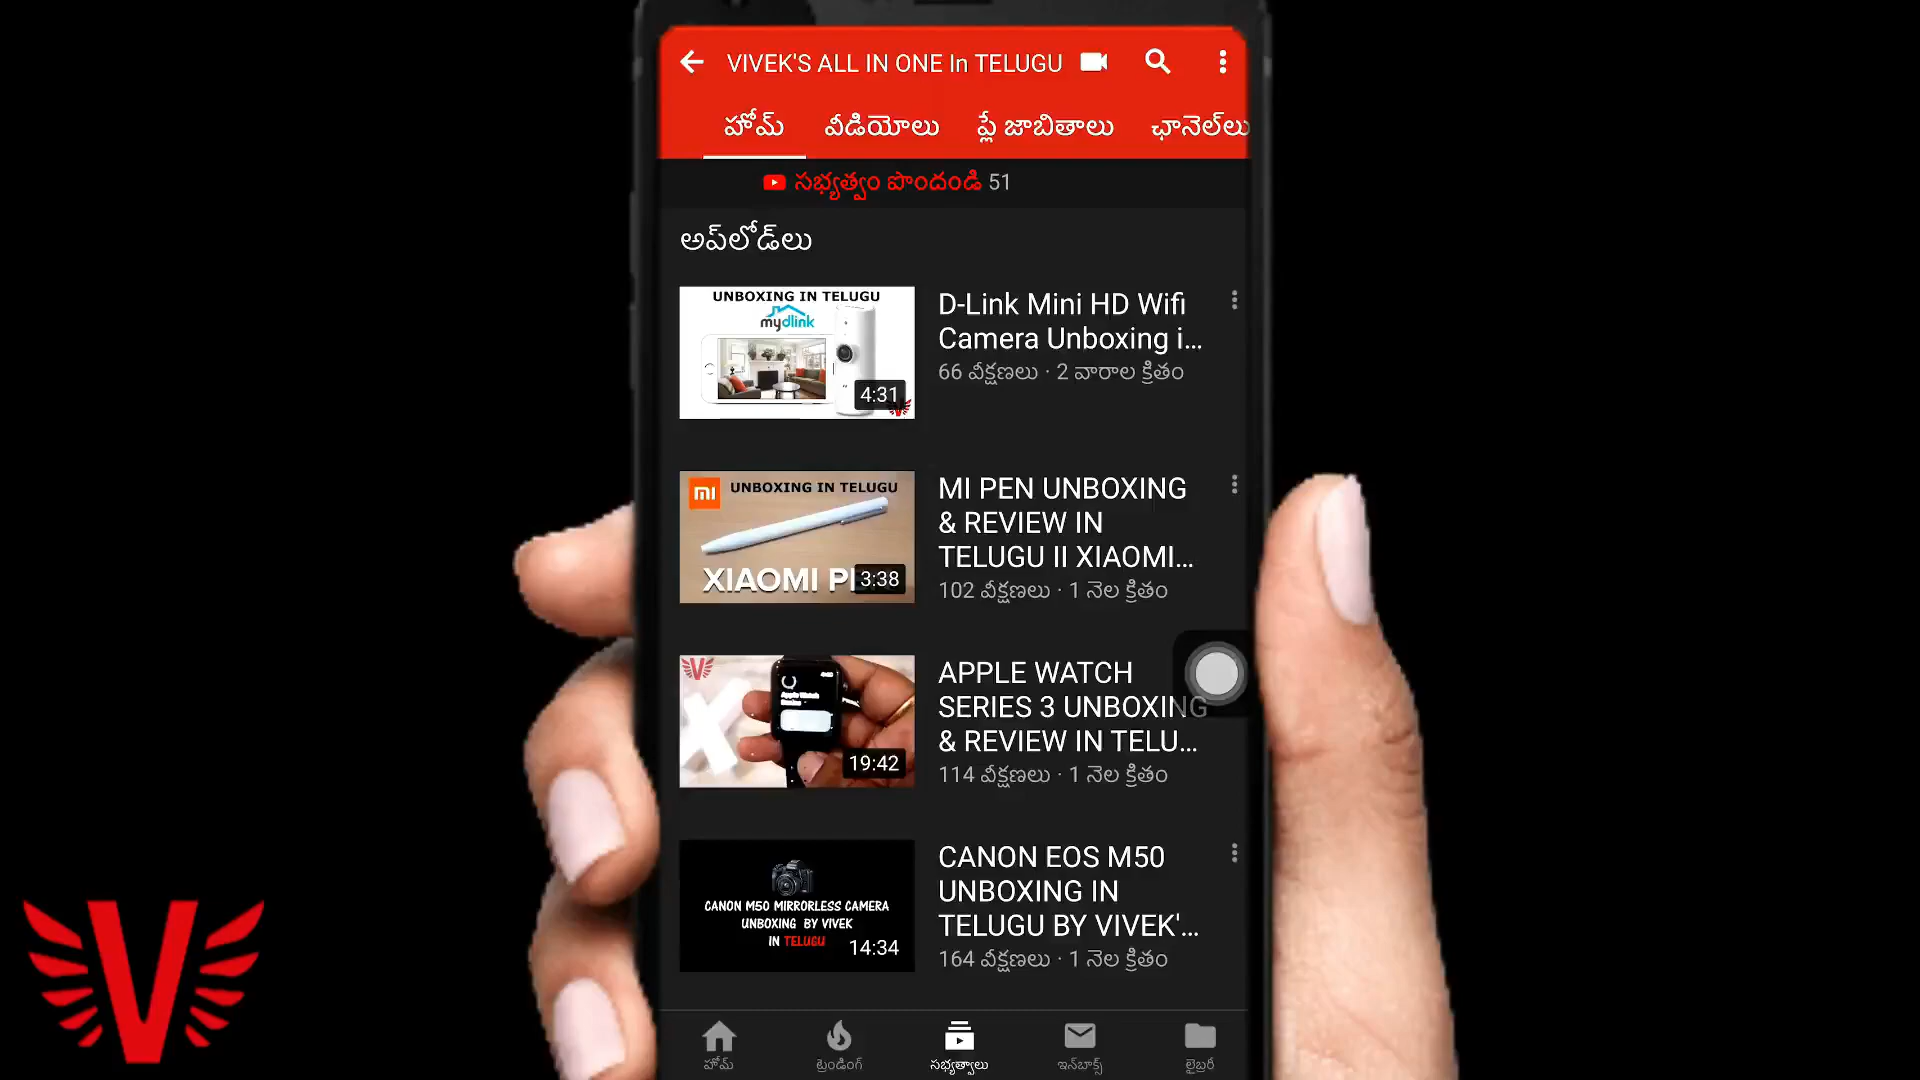 VIVEK'S ALL IN ONE In TELUGU
హోమ్ వీడియోలు ప్లే జాబితాలు ఛానెల్‌లు
సభ్యత్వం పొందండి 51
అప్‌లోడ్‌లు
UNBOXING IN TELUGU
mydlink
4:31
D-Link Mini HD Wifi
Camera Unboxing i...
66 వీక్షణలు · 2 వారాల క్రితం
mi UNBOXING IN TELUGU
XIAOMI
3:38
MI PEN UNBOXING
& REVIEW IN
TELUGU II XIAOMI...
102 వీక్షణలు · 1 నెల క్రితం
19:42
APPLE WATCH
SERIES 3 UNBOXING
& REVIEW IN TELU...
114 వీక్షణలు · 1 నెల క్రితం
CANON M50 MIRRORLESS CAMERA
UNBOXING BY VIVEK
IN TELUGU
14:34
CANON EOS M50
UNBOXING IN
TELUGU BY VIVEK'...
164 వీక్షణలు · 1 నెల క్రితం
V
హోమ్ ట్రెండింగ్ సభ్యత్వాలు ఇన్‌బాక్స్ లైబ్రరీ